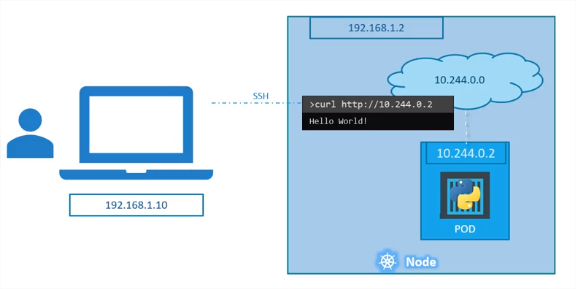 192.168.1.2
10.244.0.0
SSH
>curl http://10.244.0.2
Hello World!
10.244.0.2
192.168.1.10
POD
Node